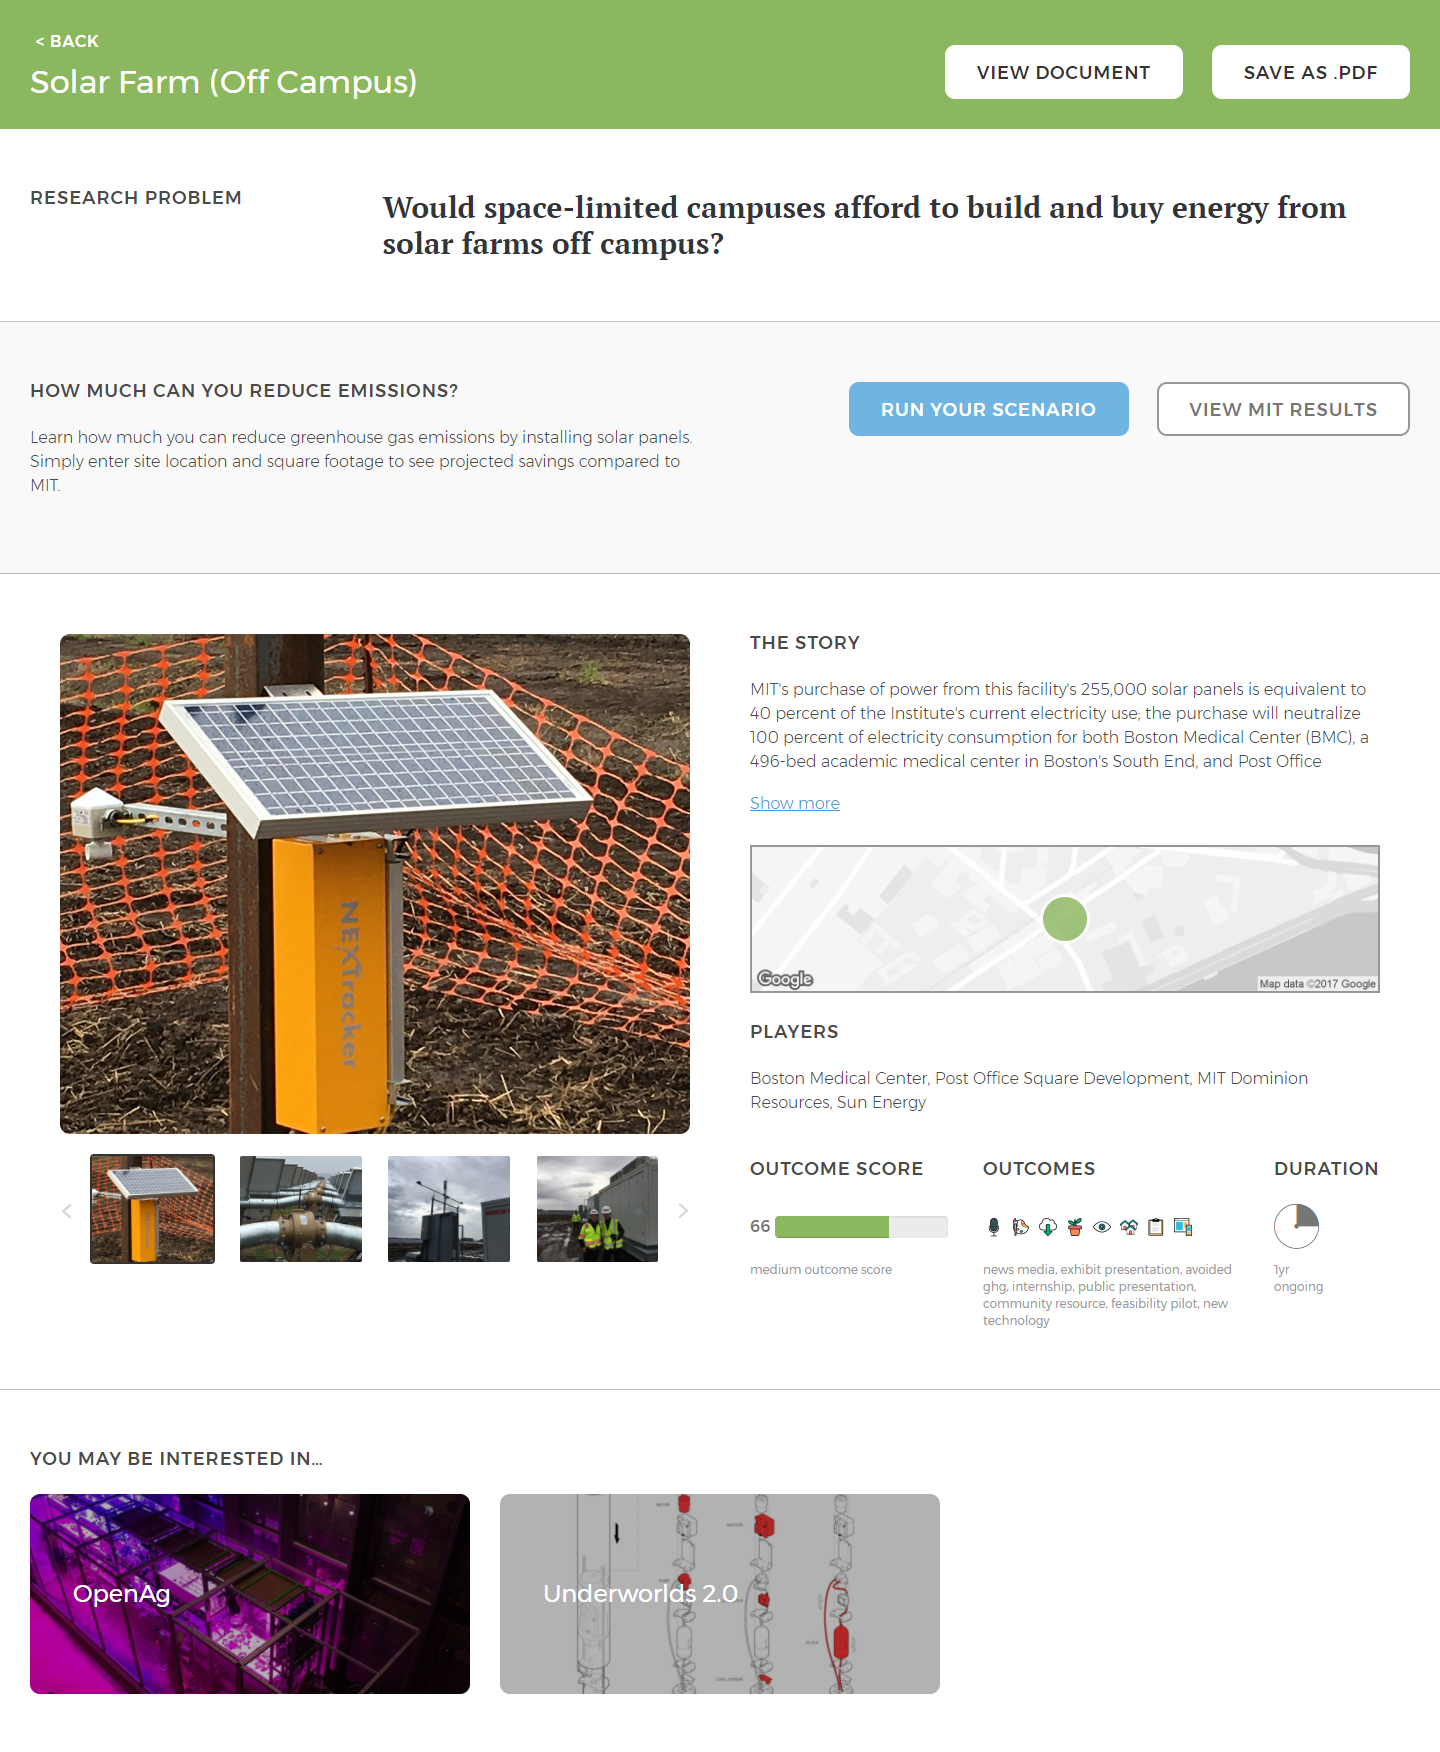 < BACK
Solar Farm (Off Campus)
VIEW DOCUMENT
SAVE AS .PDF
RESEARCH PROBLEM
Would space-limited campuses afford to build and buy energy from
solar farms off campus?
HOW MUCH CAN YOU REDUCE EMISSIONS?
RUN YOUR SCENARIO
VIEW MIT RESULTS
Learn how much you can reduce greenhouse gas emissions by installing solar panels.
Simply enter site location and square footage to see projected savings compared to
MIT.
NEXTracker
THE STORY
MIT's purchase of power from this facility's 255,000 solar panels is equivalent to
40 percent of the Institute's current electricity use; the purchase will neutralize
100 percent of electricity consumption for both Boston Medical Center (BMC), a
496-bed academic medical center in Boston's South End, and Post Office
Show more
Google
Map data ©2017 Google
PLAYERS
Boston Medical Center, Post Office Square Development, MIT Dominion
Resources, Sun Energy
OUTCOME SCORE
66
medium outcome score
OUTCOMES
news media, exhibit presentation, avoided
ghg, internship, public presentation,
community resource, feasibility pilot, new
technology
DURATION
1yr
ongoing
YOU MAY BE INTERESTED IN...
OpenAg
Underworlds 2.0